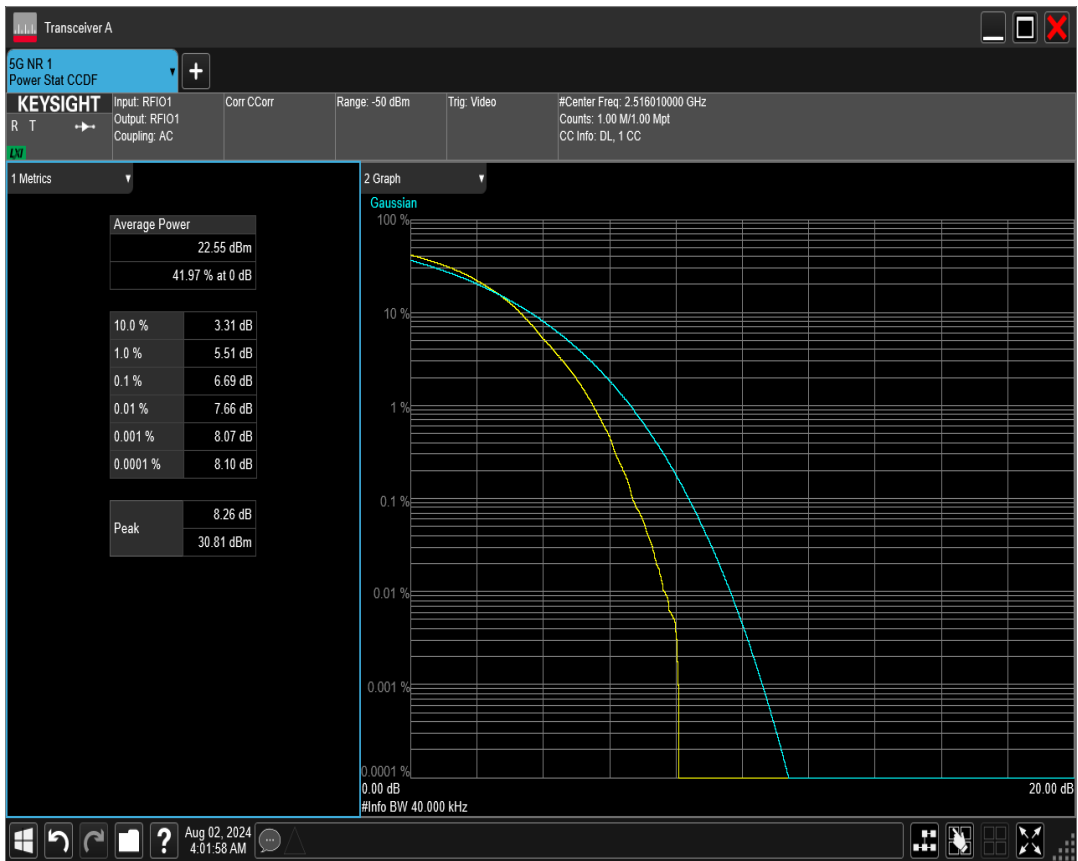 Transceiver A
5G NR 1
Power Stat CCDF
+
KEYSIGHT
R T
LXI
Input: RFIO1
Output: RFIO1
Coupling: AC
Corr CCorr
Range: -50 dBm
Trig: Video
#Center Freq: 2.516010000 GHz
Counts: 1.00 M/1.00 Mpt
CC Info: DL, 1 CC
1 Metrics
Average Power
22.55 dBm
41.97 % at 0 dB
10.0 % 3.31 dB
1.0 % 5.51 dB
0.1 % 6.69 dB
0.01 % 7.66 dB
0.001 % 8.07 dB
0.0001 % 8.10 dB
Peak
8.26 dB
30.81 dBm
2 Graph
Gaussian
100 %
10 %
1 %
0.1 %
0.01 %
0.001 %
0.0001 %
0.00 dB 20.00 dB
#Info BW 40.000 kHz
?
Aug 02, 2024
4:01:58 AM